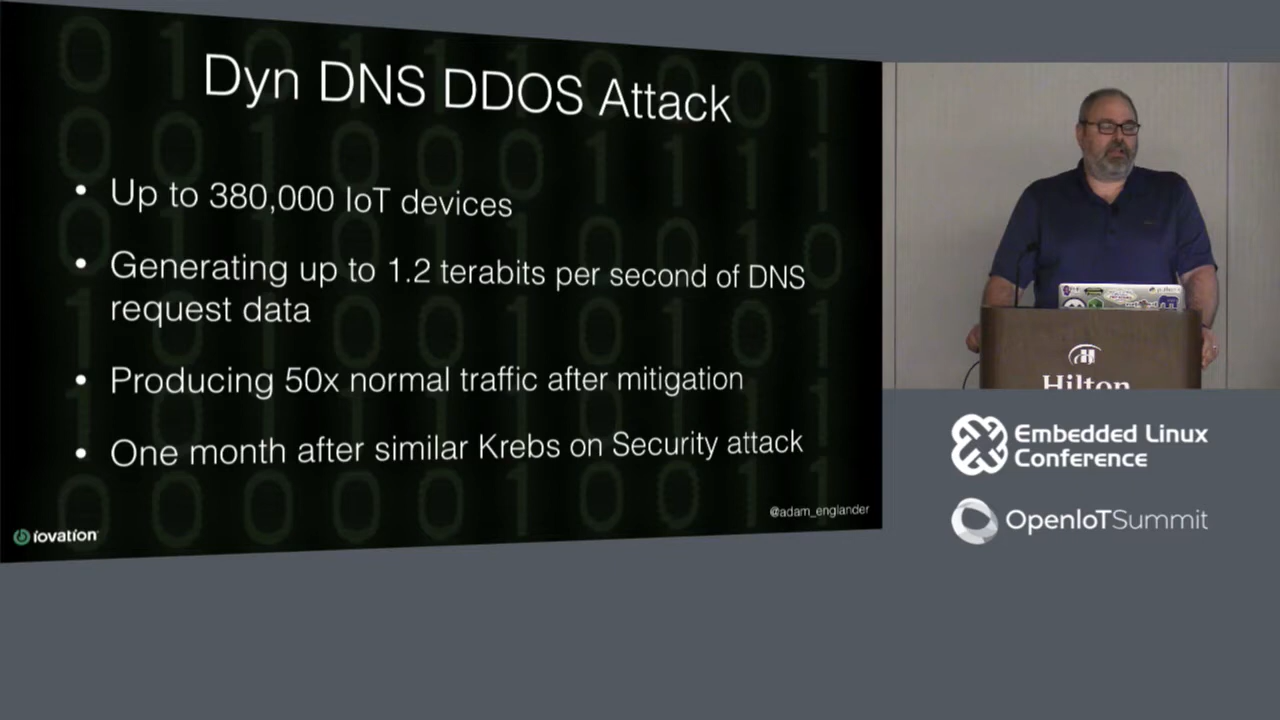 Dyn DNS DDOS Attack
• Up to 380,000 IoT devices
• Generating up to 1.2 terabits per second of DNS
request data
• Producing 50x normal traffic after mitigation
• One month after similar Krebs on Security attack
@adam_englander
iovation
Hilton
Embedded Linux
Conference
OpenIoTSummit